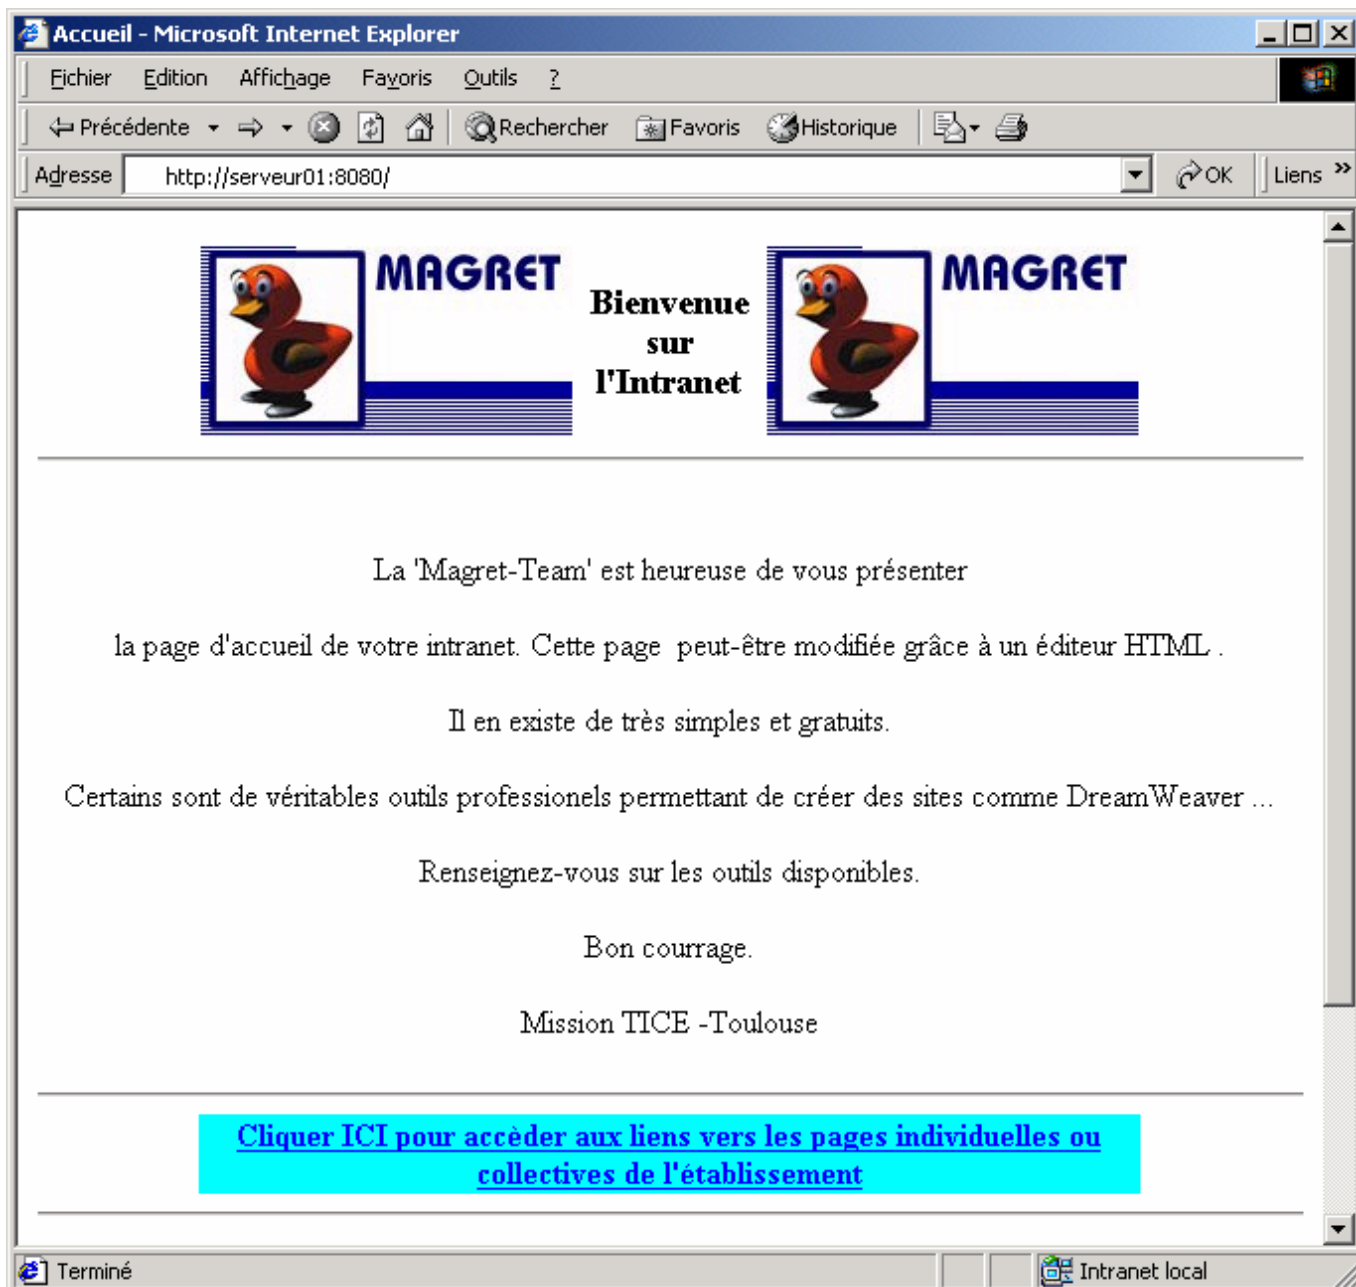 Accueil - Microsoft Internet Explorer
Fichier Edition Affichage Favoris Outils ?
Précédente Rechercher Favoris Historique
Adresse http://serveur01:8080/ OK Liens »
MAGRET Bienvenue MAGRET
sur
l'Intranet
La 'Magret-Team' est heureuse de vous présenter
la page d'accueil de votre intranet. Cette page  peut-être modifiée grâce à un éditeur HTML .
Il en existe de très simples et gratuits.
Certains sont de véritables outils professionels permettant de créer des sites comme DreamWeaver ...
Renseignez-vous sur les outils disponibles.
Bon courrage.
Mission TICE -Toulouse
Cliquer ICI pour accèder aux liens vers les pages individuelles ou
collectives de l'établissement
Terminé Intranet local